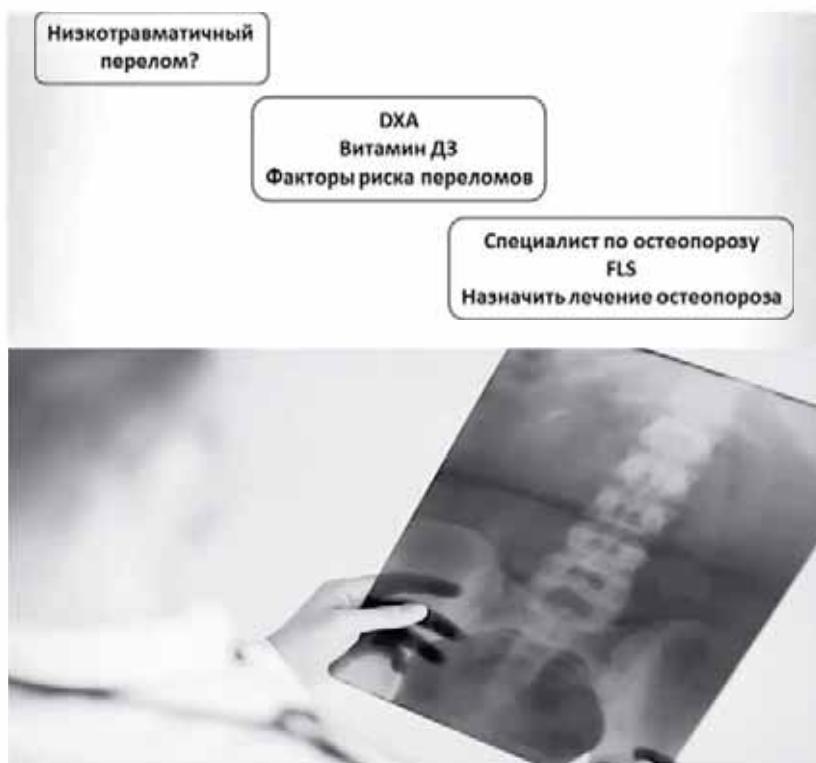 Низкотравматичный
перелом?
DXA
Витамин Д3
Факторы риска переломов
Специалист по остеопорозу
FLS
Назначить лечение остеопороза